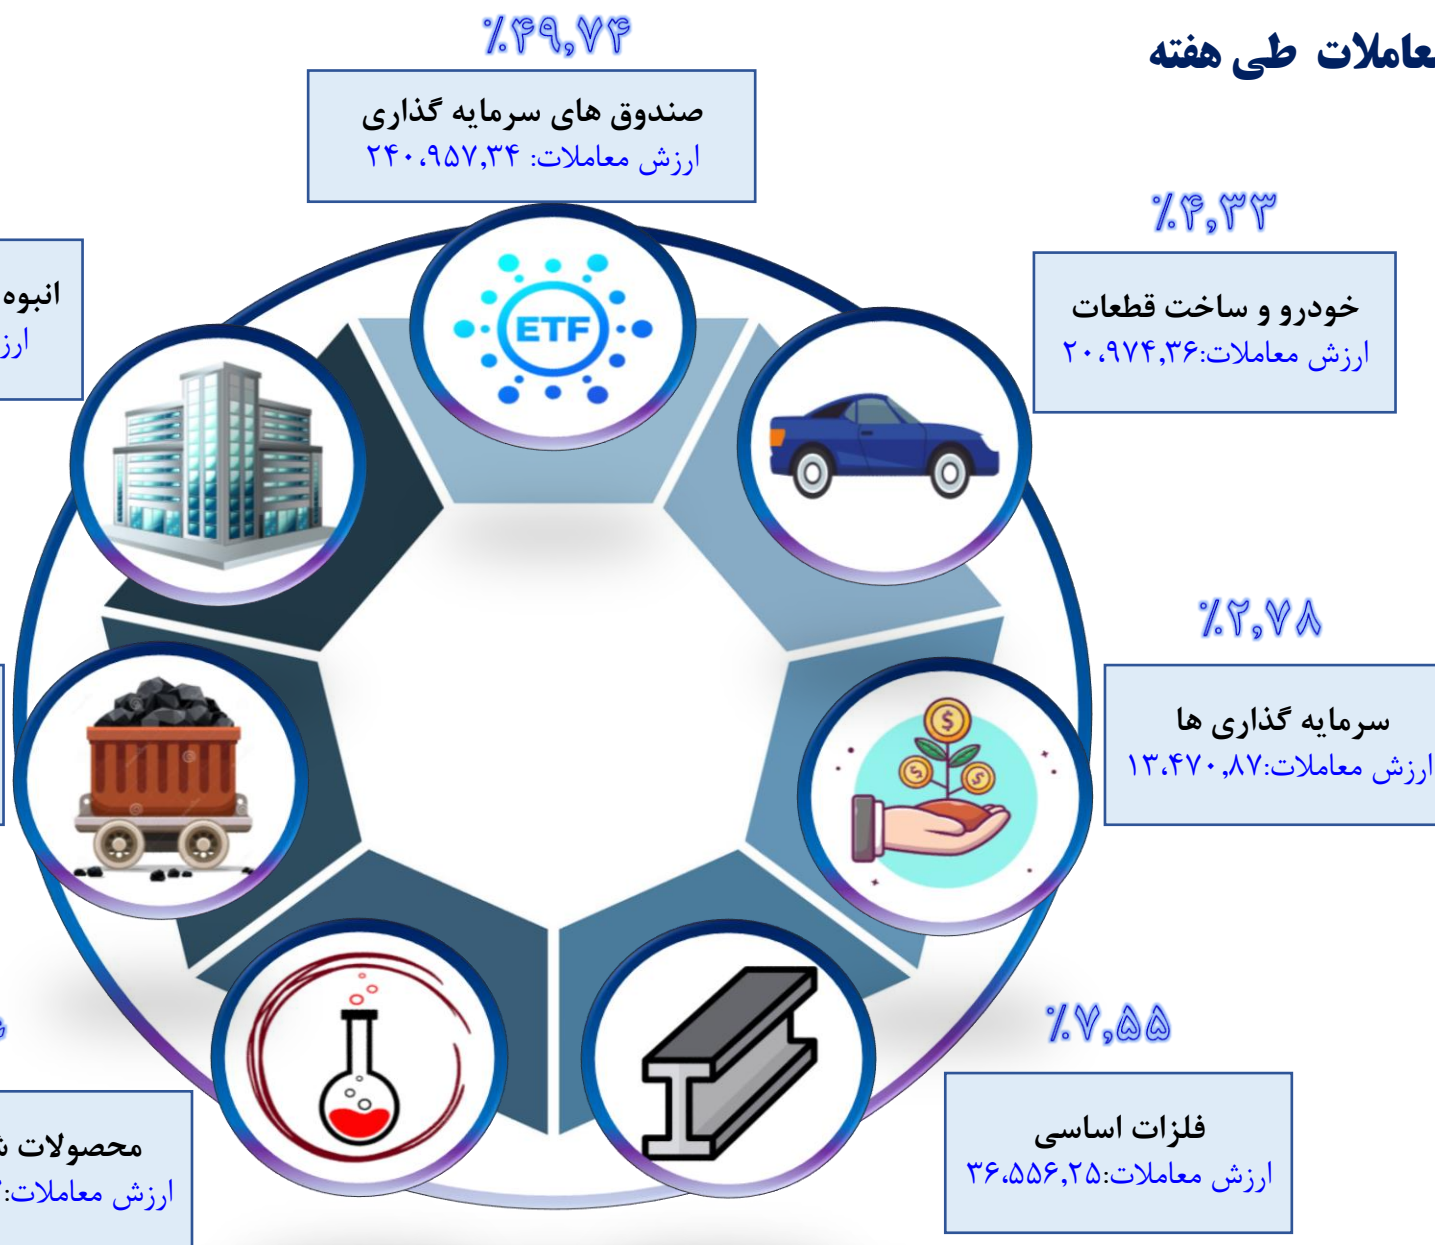 طی هفته
٪۴۹,۷۴
صندوق های سرمایه گذاری
ارزش معاملات: ۲۴۰،۹۵۷,۳۴
ETF
٪۴,۳۳
خودرو و ساخت قطعات
ارزش معاملات:۲۰،۹۷۴,۳۶
انبوه
٪۲,۷۸
سرمایه گذاری ها
ارزش معاملات:۱۳،۴۷۰,۸۷
٪۷,۵۵
فلزات اساسی
ارزش معاملات:۳۶،۵۵۶,۲۵
محصولات
ارزش معاملات: